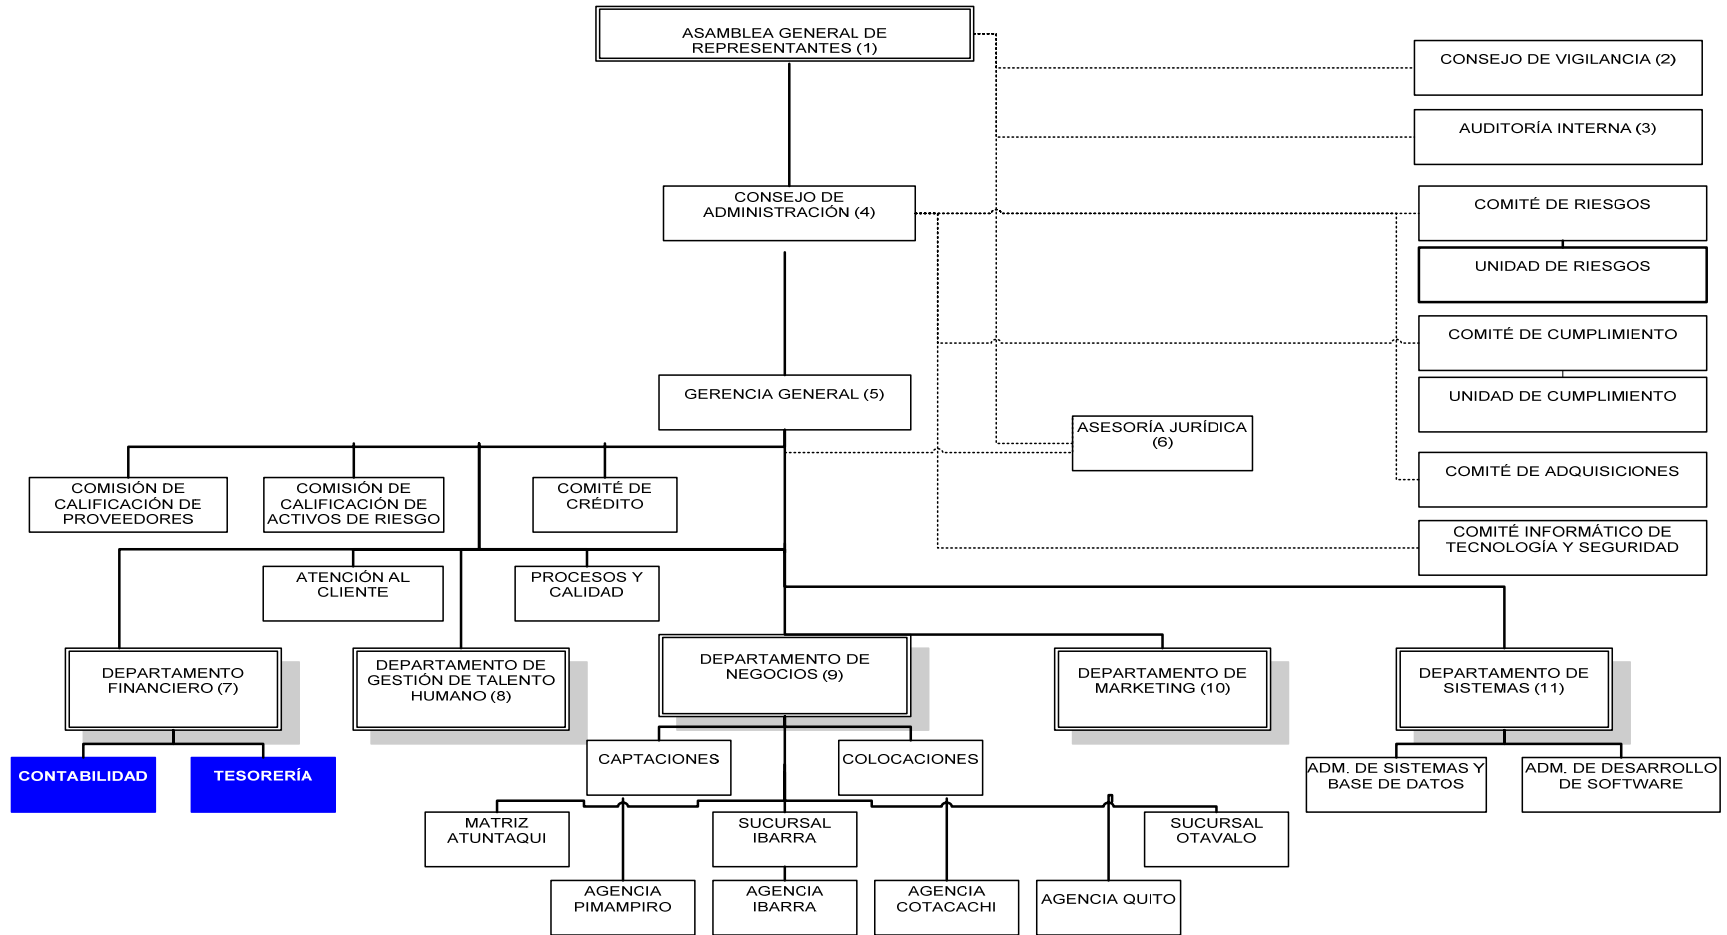 ASAMBLEA GENERAL DE
REPRESENTANTES (1)
CONSEJO DE VIGILANCIA (2)
AUDITORÍA INTERNA (3)
CONSEJO DE
ADMINISTRACIÓN (4)
COMITÉ DE RIESGOS
UNIDAD DE RIESGOS
COMITÉ DE CUMPLIMIENTO
UNIDAD DE CUMPLIMIENTO
GERENCIA GENERAL (5)
ASESORÍA JURÍDICA
(6)
COMITÉ DE ADQUISICIONES
COMITÉ INFORMÁTICO DE
TECNOLOGÍA Y SEGURIDAD
COMISIÓN DE
CALIFICACIÓN DE
PROVEEDORES
COMISIÓN DE
CALIFICACIÓN DE
ACTIVOS DE RIESGO
COMITÉ DE
CRÉDITO
ATENCIÓN AL
CLIENTE
PROCESOS Y
CALIDAD
DEPARTAMENTO
FINANCIERO (7)
DEPARTAMENTO DE
GESTIÓN DE TALENTO
HUMANO (8)
DEPARTAMENTO DE
NEGOCIOS (9)
DEPARTAMENTO DE
MARKETING (10)
DEPARTAMENTO DE
SISTEMAS (11)
CONTABILIDAD
TESORERÍA
CAPTACIONES
COLOCACIONES
ADM. DE SISTEMAS Y
BASE DE DATOS
ADM. DE DESARROLLO
DE SOFTWARE
MATRIZ
ATUNTAQUI
SUCURSAL
IBARRA
SUCURSAL
OTAVALO
AGENCIA
PIMAMPIRO
AGENCIA
IBARRA
AGENCIA
COTACACHI
AGENCIA QUITO